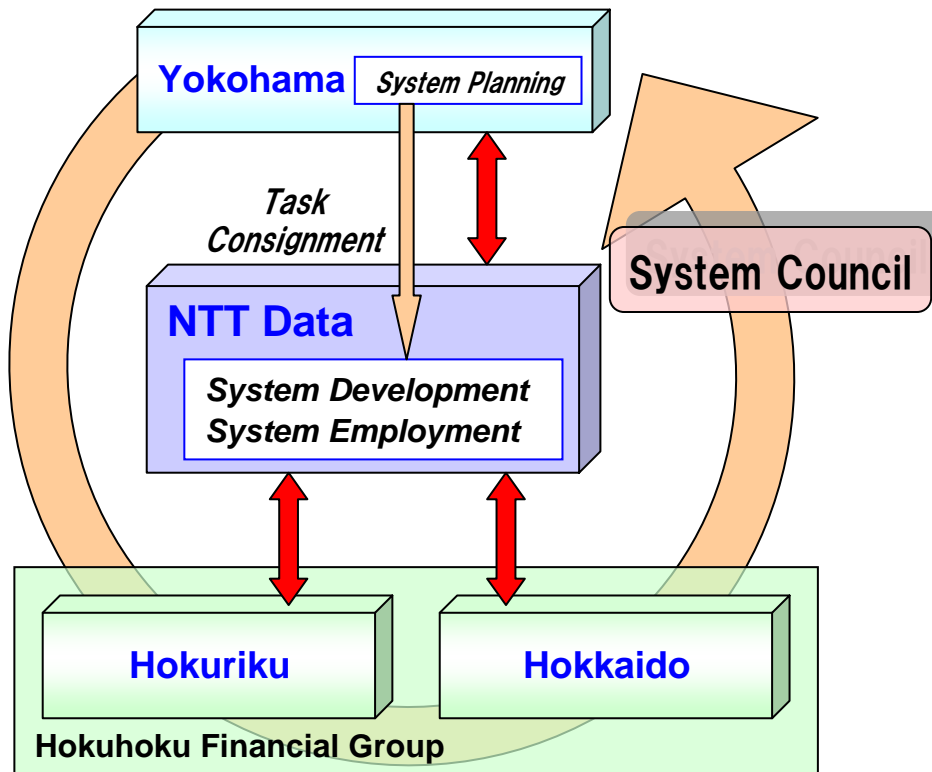 Yokohama
System Planning
Task
Consignment
System Council
NTT Data
System Development
System Employment
Hokuriku
Hokkaido
Hokuhoku Financial Group